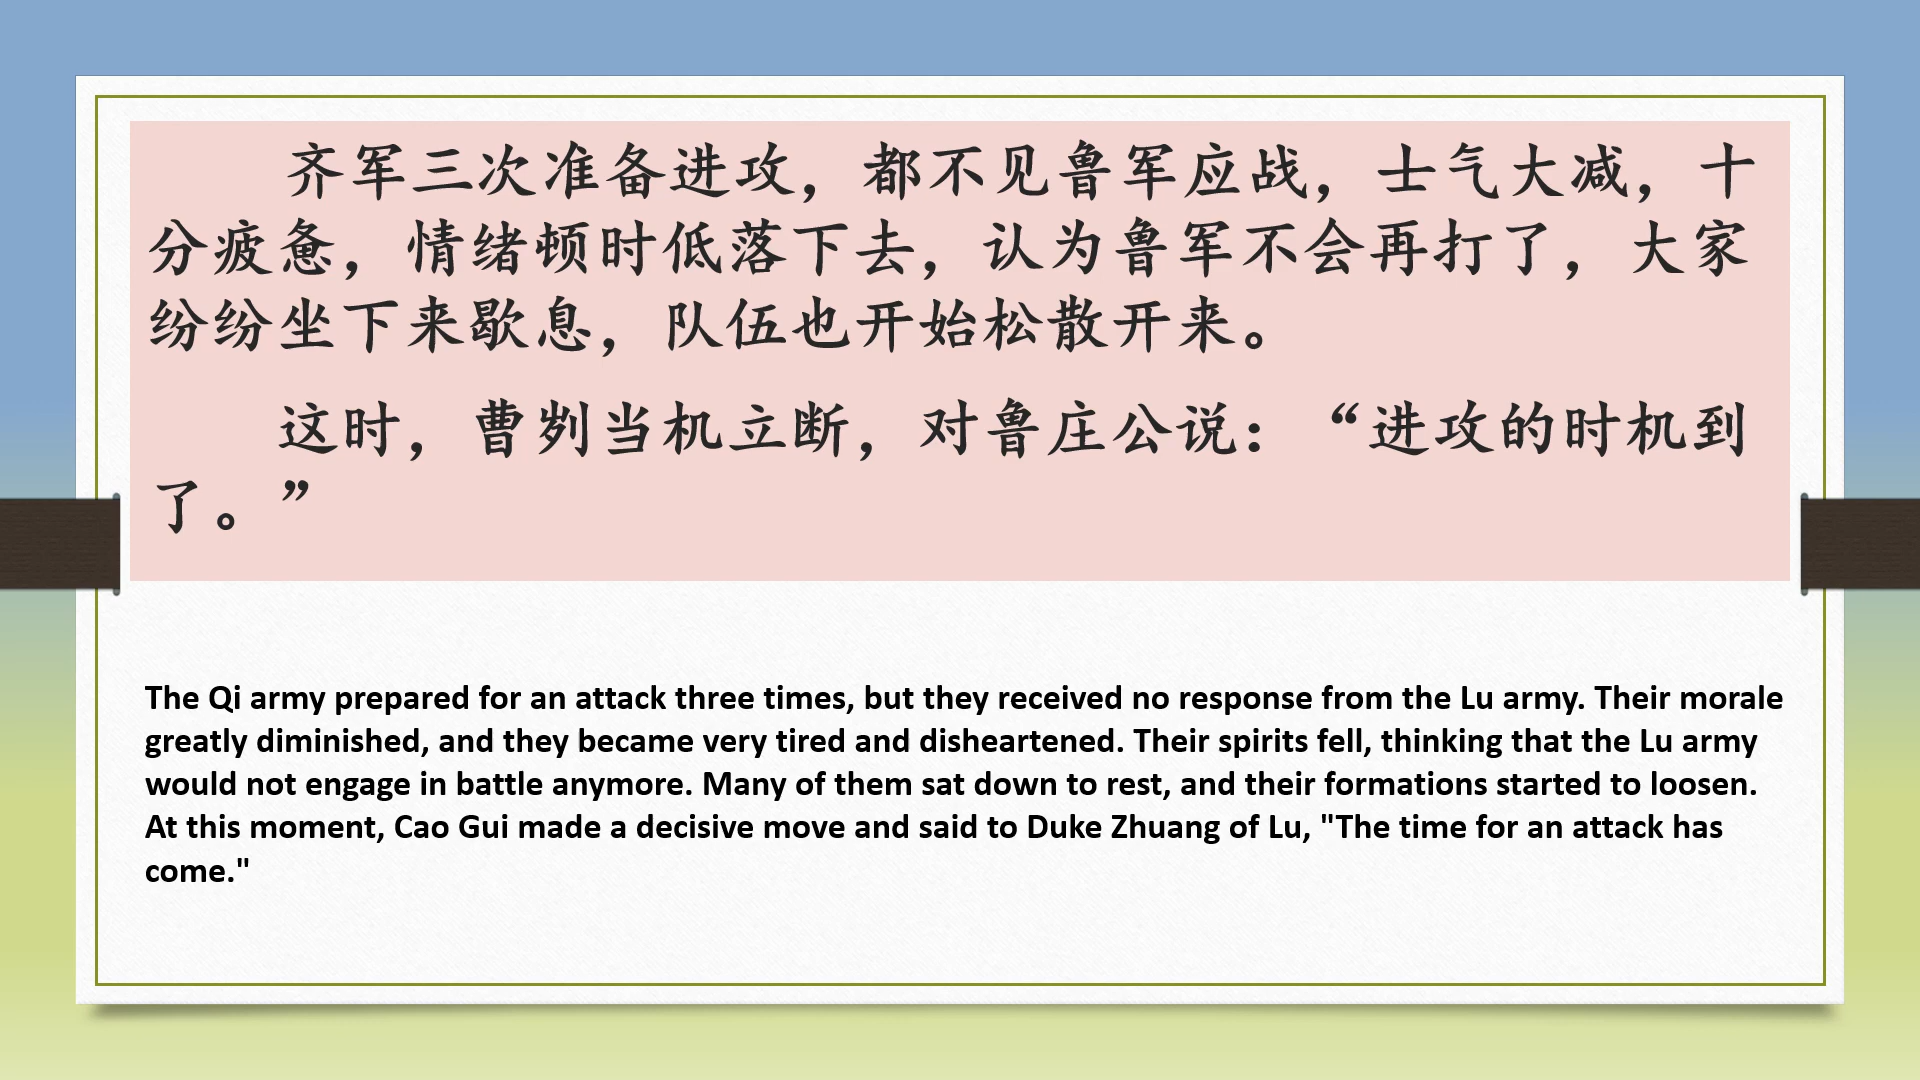 齐军三次准备进攻，都不见鲁军应战，士气大减，十
分疲惫，情绪顿时低落下去，认为鲁军不会再打了，大家
纷纷坐下来歇息，队伍也开始松散开来。
这时，曹刿当机立断，对鲁庄公说：“进攻的时机到
了。”
The Qi army prepared for an attack three times, but they received no response from the Lu army. Their morale
greatly diminished, and they became very tired and disheartened. Their spirits fell, thinking that the Lu army
would not engage in battle anymore. Many of them sat down to rest, and their formations started to loosen.
At this moment, Cao Gui made a decisive move and said to Duke Zhuang of Lu, "The time for an attack has
come."